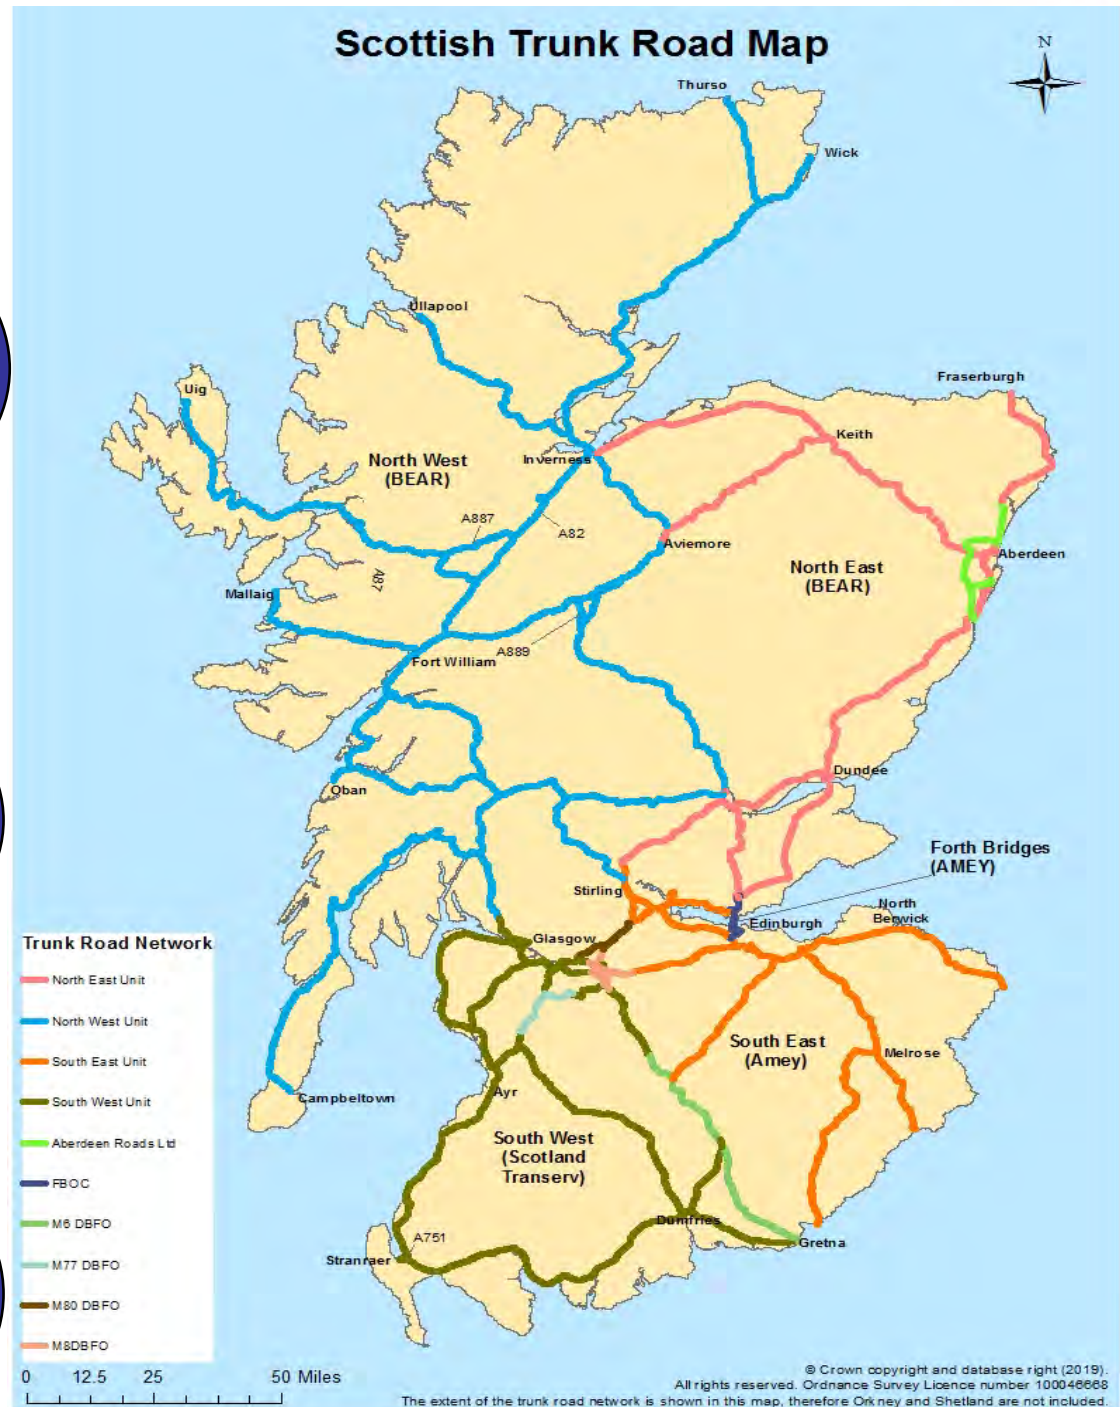 Scottish Trunk Road Map
N
Thurso
Wick
Ullapool
Uig
Fraserburgh
Keith
Inverness
North West
(BEAR)
A887
A82
Aviemore
Aberdeen
North East
(BEAR)
A87
Mallaig
A889
Fort William
Dundee
Oban
Forth Bridges
(AMEY)
Stirling
North
Berwick
Edinburgh
Glasgow
Trunk Road Network
North East Unit
North West Unit
South East Unit
South West Unit
Aberdeen Roads Ltd
FBOC
M6 DBFO
M77 DBFO
M80 DBFO
M8DBFO
South East
(Amey)
Melrose
Ayr
Campbeltown
South West
(Scotland
Transerv)
Dumfries
A751
Gretna
Stranraer
0 12.5 25 50 Miles
© Crown copyright and database right (2019).
All rights reserved. Ordnance Survey Licence number 100046668
The extent of the trunk road network is shown in this map, therefore Orkney and Shetland are not included.